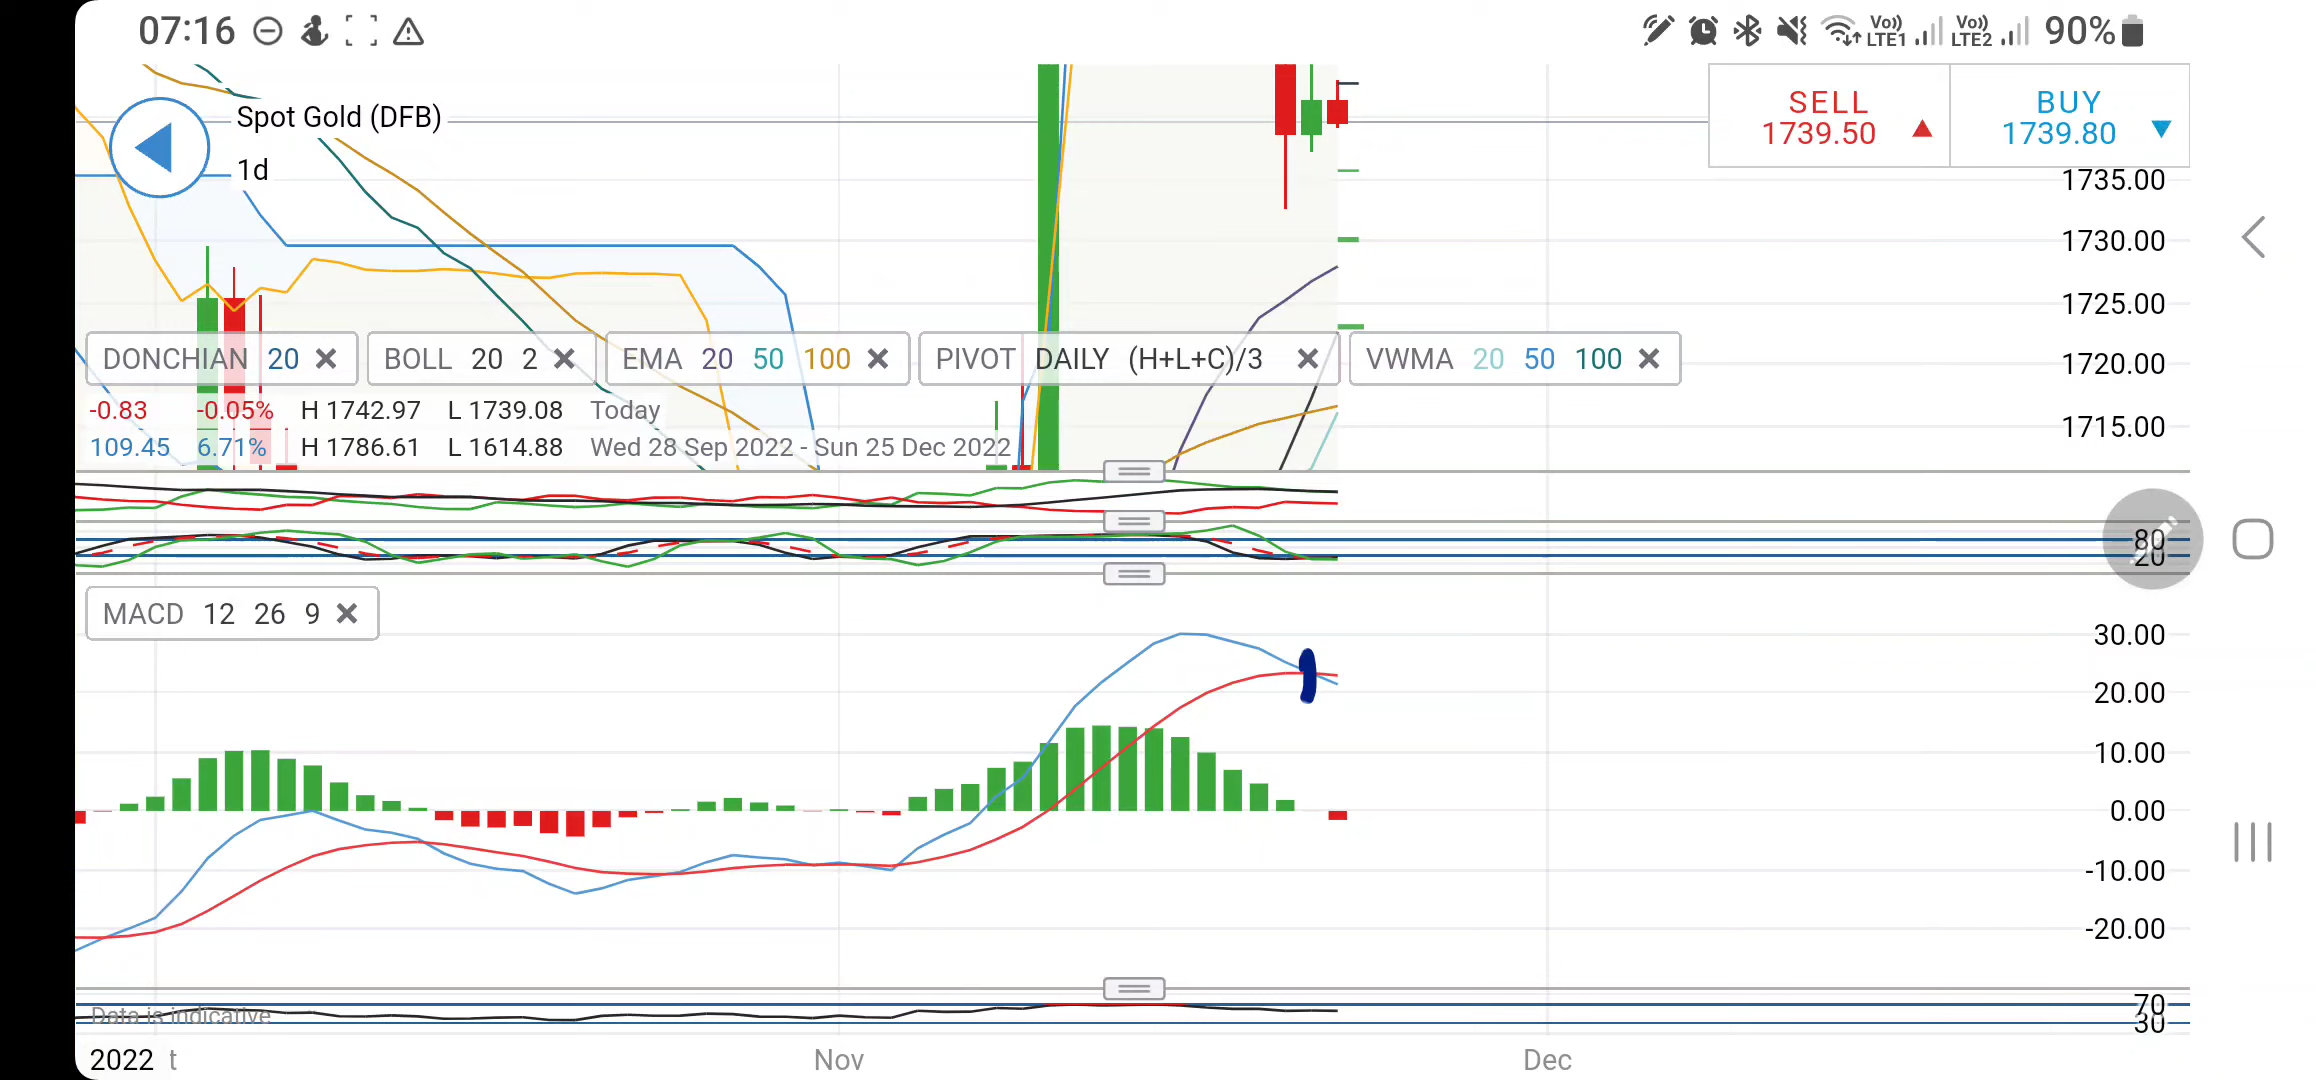 07:16
Vo)) LTE1 Vo)) LTE2 90%
Spot Gold (DFB)
1d
SELL
1739.50
BUY
1739.80
1735.00
1730.00
1725.00
1720.00
1715.00
DONCHIAN 20 BOLL 20 2 EMA 20 50 100 PIVOT DAILY (H+L+C)/3 VWMA 20 50 100
-0.83 -0.05% H 1742.97 L 1739.08 Today
109.45 6.71% H 1786.61 L 1614.88 Wed 28 Sep 2022 - Sun 25 Dec 2022
80
20
MACD 12 26 9
30.00
20.00
10.00
0.00
-10.00
-20.00
Data is indicative
70
30
2022 t Nov Dec